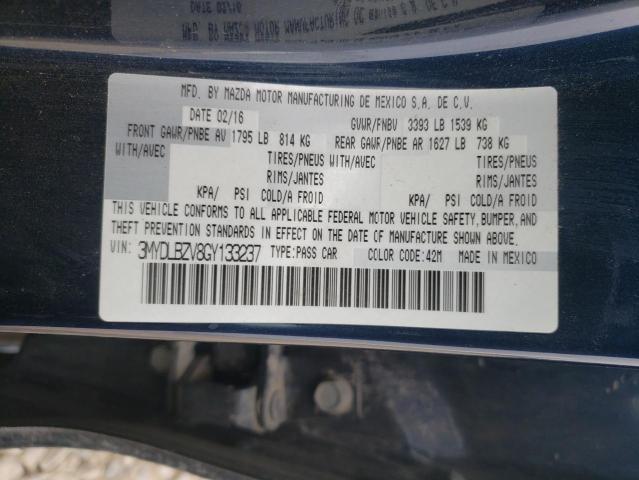 MFD. BY MAZDA MOTOR MANUFACTURING DE MEXICO S.A. DE C.V.
DATE 02/16 GVWR/PNBV 3393 LB 1539 KG
FRONT GAWR/PNBE AV 1795 LB 814 KG REAR GAWR/PNBE AR 1627 LB 738 KG
WITH/AVEC TIRES/PNEUS WITH/AVEC TIRES/PNEUS
RIMS/JANTES RIMS/JANTES
KPA/ PSI COLD/A FROID KPA/ PSI COLD/A FROID
THIS VEHICLE CONFORMS TO ALL APPLICABLE FEDERAL MOTOR VEHICLE SAFETY, BUMPER, AND
THEFT PREVENTION STANDARDS IN EFFECT ON THE DATE OF MANUFACTURE SHOWN ABOVE.
VIN: 3MYDLBZV8GY133237 TYPE:PASS CAR COLOR CODE:42M MADE IN MEXICO